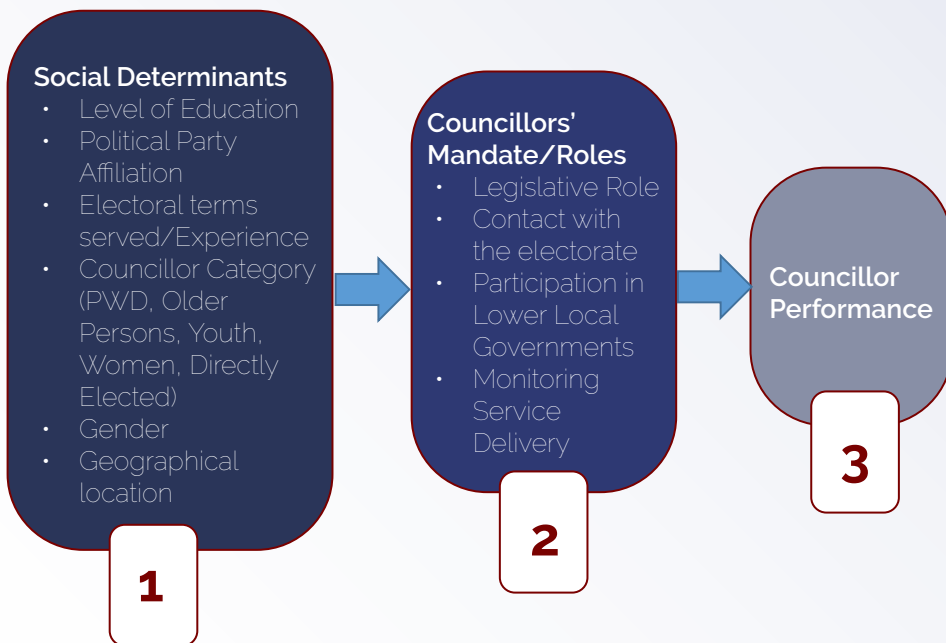 Social Determinants
• Level of Education
• Political Party
Affiliation
• Electoral terms
served/Experience
• Councillor Category
(PWD, Older
Persons, Youth,
Women, Directly
Elected)
• Gender
• Geographical
location
1
Councillors'
Mandate/Roles
• Legislative Role
• Contact with
the electorate
• Participation in
Lower Local
Governments
• Monitoring
Service
Delivery
2
Councillor
Performance
3